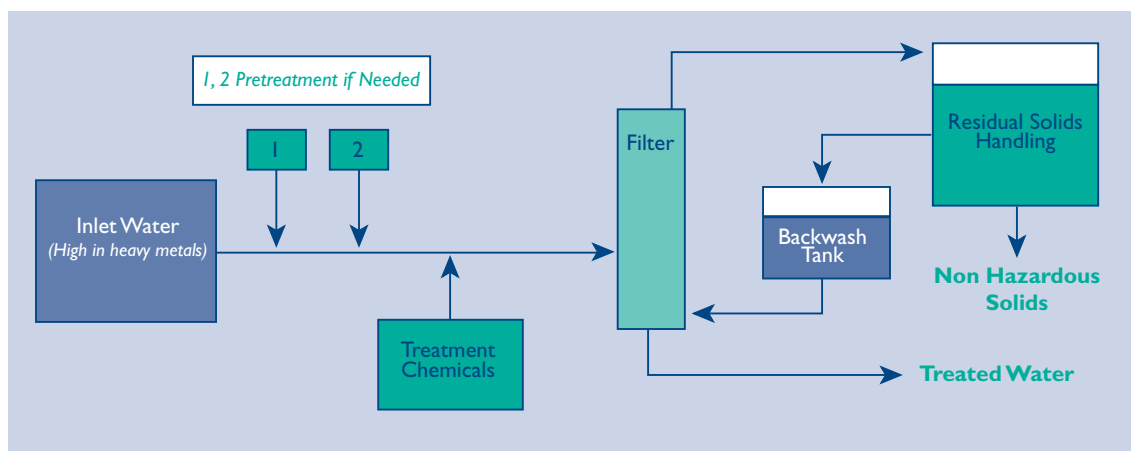 1, 2 Pretreatment if Needed
1
2
Inlet Water
(High in heavy metals)
Treatment
Chemicals
Filter
Backwash
Tank
Residual Solids
Handling
Non Hazardous
Solids
Treated Water